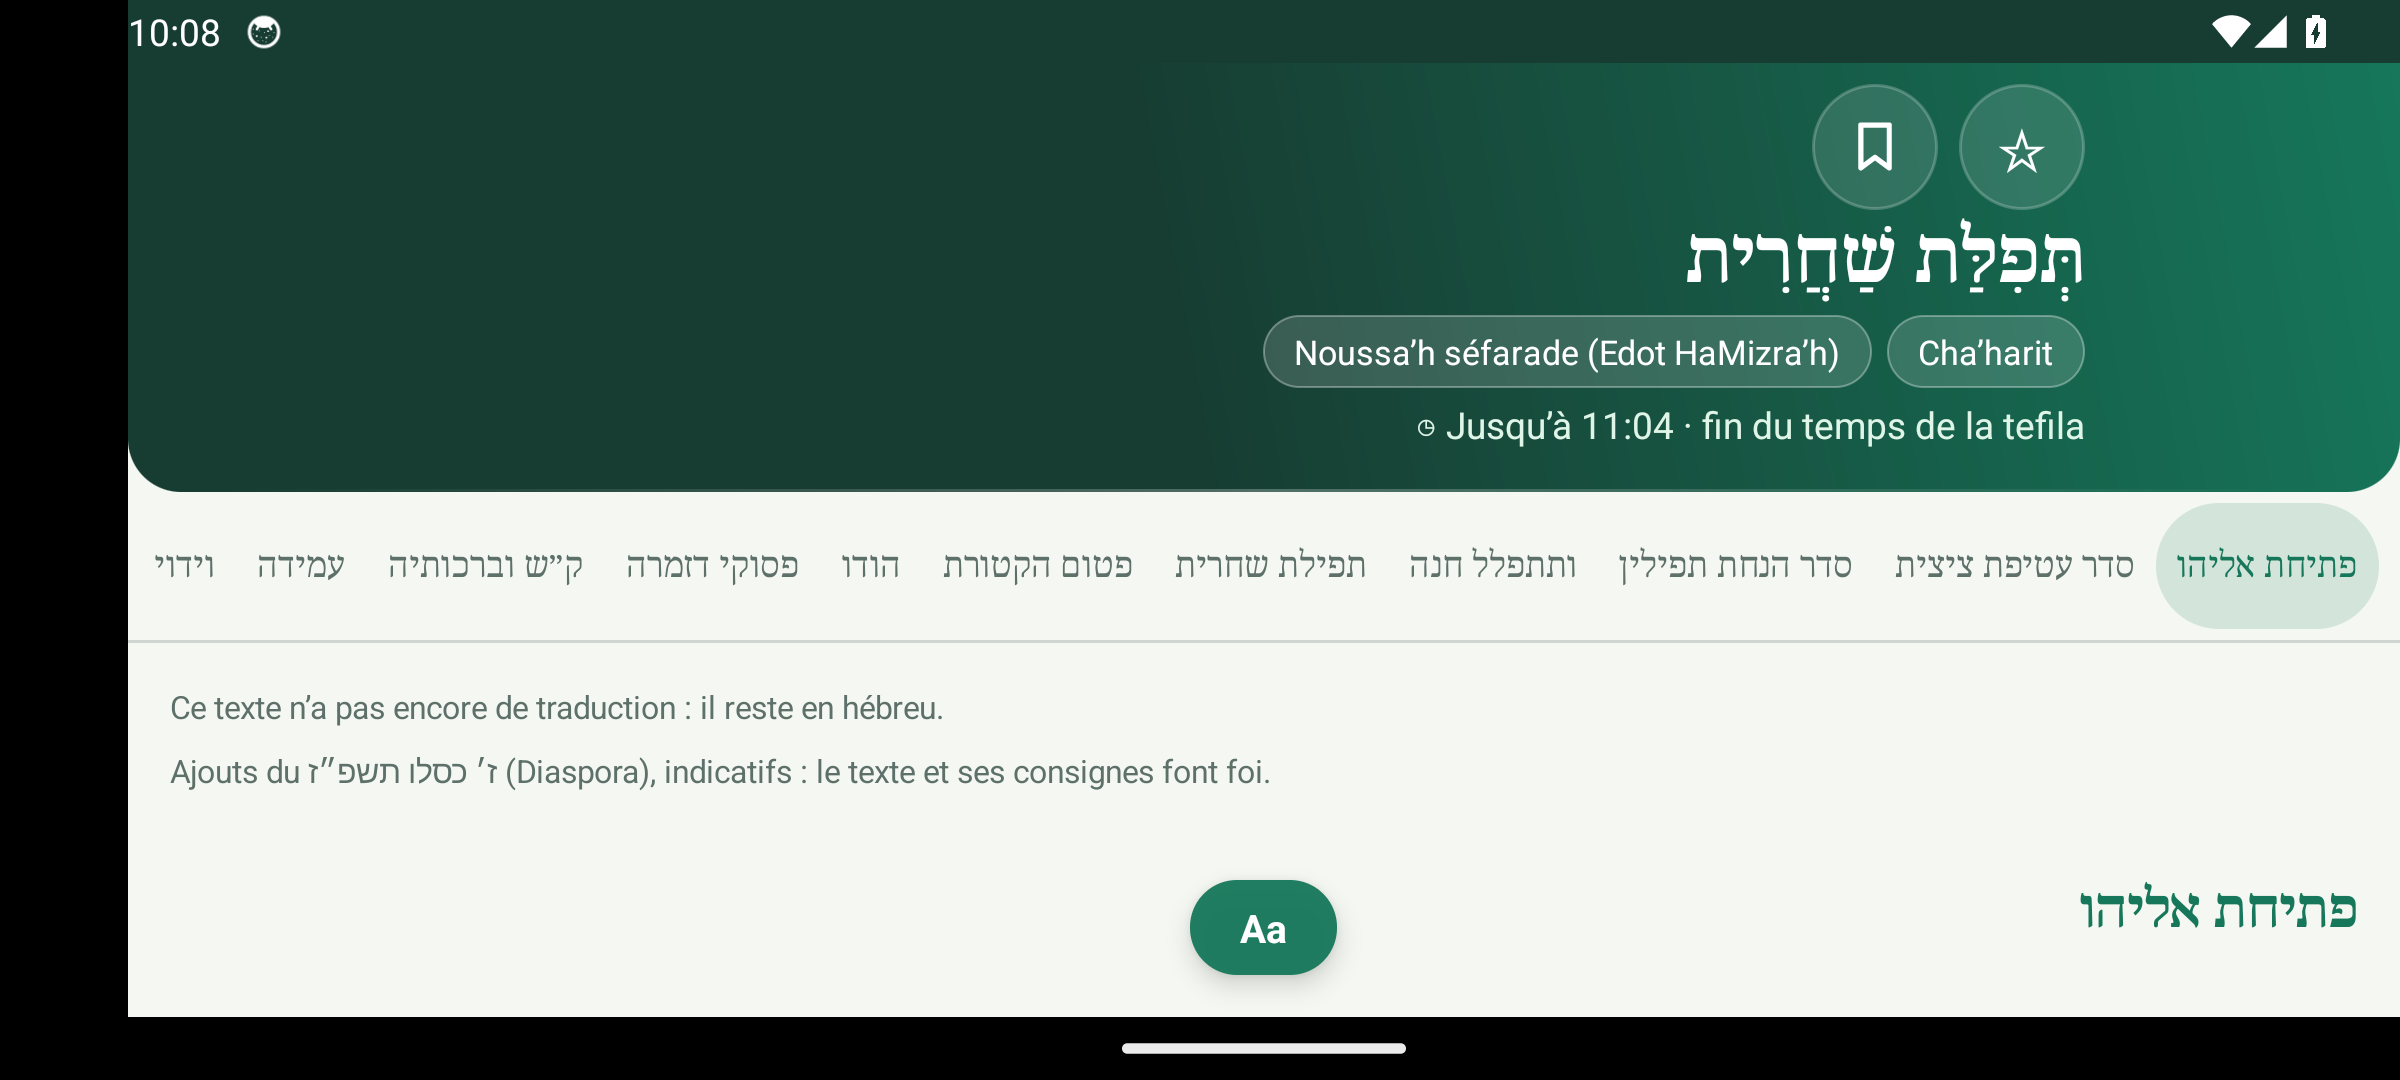 10:08
תְּפִלַּת שַׁחֲרִית
Cha’harit
Noussa’h séfarade (Edot HaMizra’h)
Jusqu’à 11:04 · fin du temps de la tefila
פתיחת אליהו סדר עטיפת ציצית סדר הנחת תפילין ותתפלל חנה תפילת שחרית פטום הקטורת הודו פסוקי דזמרה ק״ש וברכותיה עמידה וידוי
Ce texte n’a pas encore de traduction : il reste en hébreu.
Ajouts du ז׳ כסלו תשפ״ז (Diaspora), indicatifs : le texte et ses consignes font foi.
פתיחת אליהו
Aa